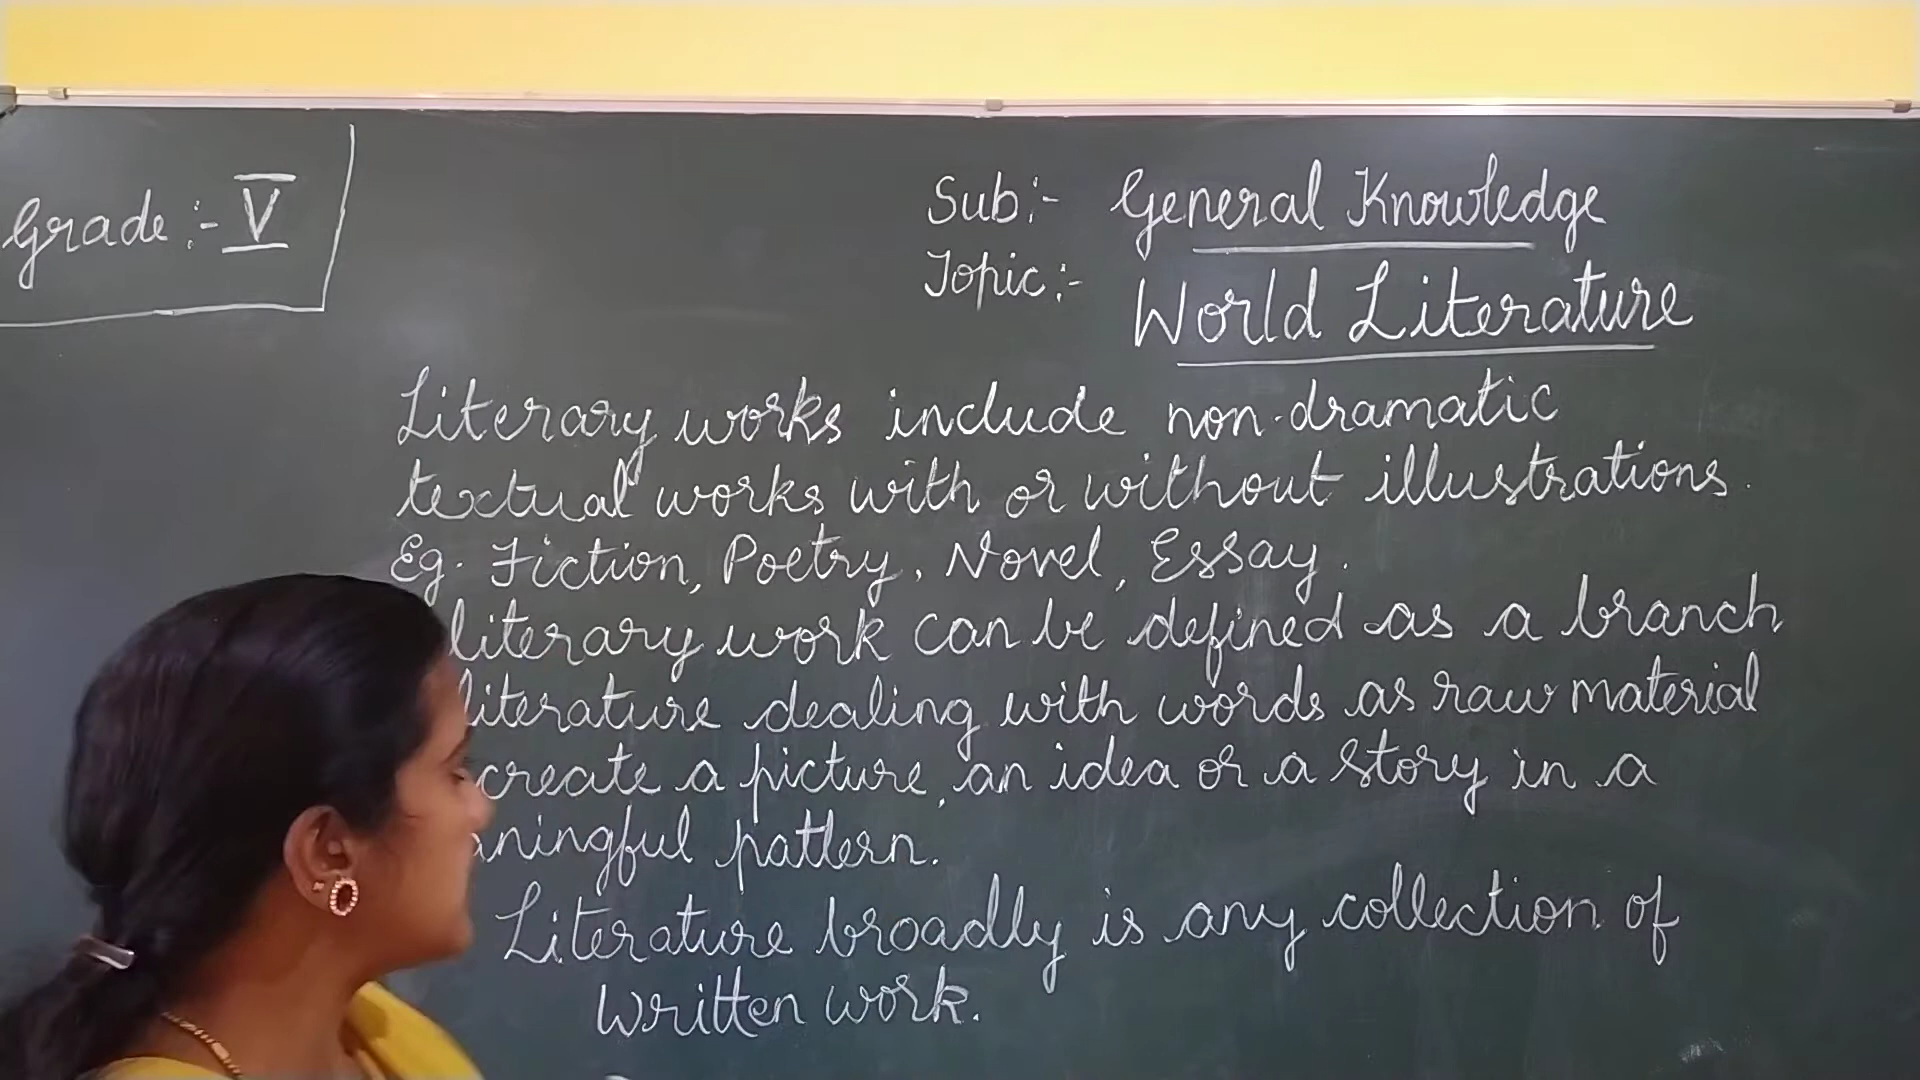 Grade :- V
Sub:- General Knowledge
Topic:- World Literature
Literary works include non-dramatic
textual works with or without illustrations.
Eg. Fiction, Poetry, Novel, Essay.
literary work can be defined as a branch
literature dealing with words as raw material
create a picture, an idea or a story in a
pattern.
Literature broadly is any collection of
written work.